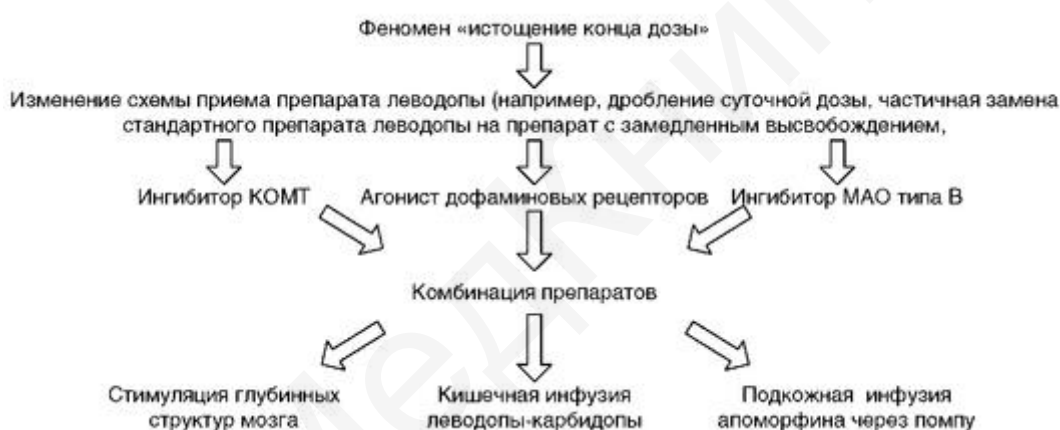 Феномен «истощение конца дозы»
Изменение схемы приема препарата леводопы (например, дробление суточной дозы, частичная замена
стандартного препарата леводопы на препарат с замедленным высвобождением,
Ингибитор КОМТ Агонист дофаминовых рецепторов Ингибитор МАО типа В
Комбинация препаратов
Стимуляция глубинных Кишечная инфузия Подкожная инфузия
структур мозга леводопы-карбидопы апоморфина через помпу